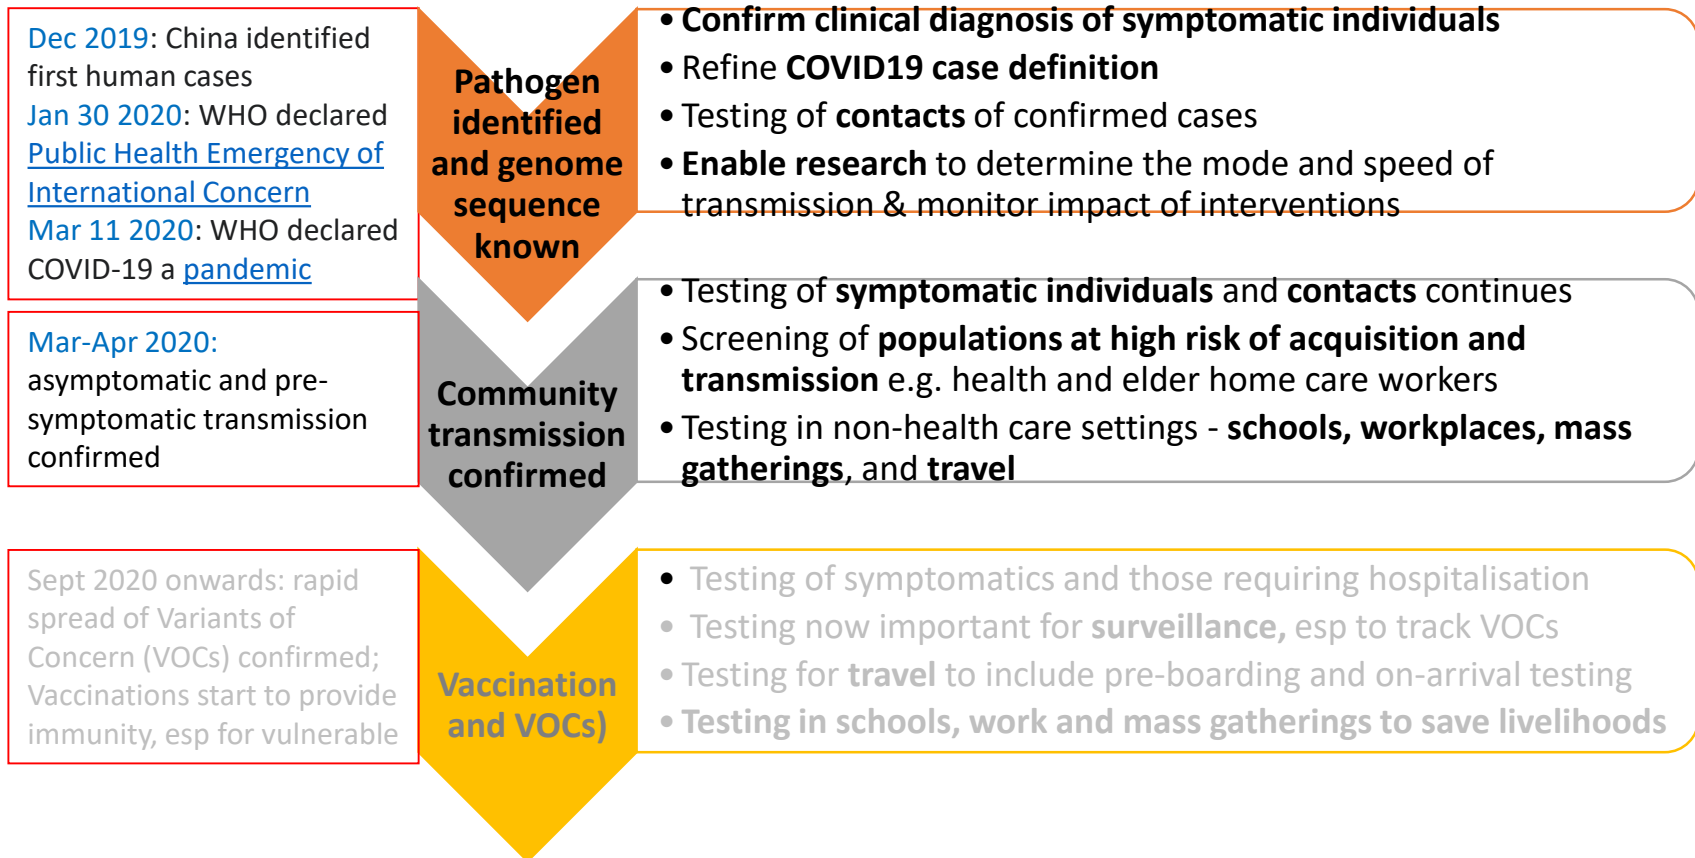 Dec 2019: China identified
first human cases
Jan 30 2020: WHO declared
Public Health Emergency of
International Concern
Mar 11 2020: WHO declared
COVID-19 a pandemic
Pathogen
identified
and genome
sequence
known
• Confirm clinical diagnosis of symptomatic individuals
• Refine COVID19 case definition
• Testing of contacts of confirmed cases
• Enable research to determine the mode and speed of
transmission & monitor impact of interventions
Mar-Apr 2020:
asymptomatic and pre-
symptomatic transmission
confirmed
Community
transmission
confirmed
• Testing of symptomatic individuals and contacts continues
• Screening of populations at high risk of acquisition and
transmission e.g. health and elder home care workers
• Testing in non-health care settings - schools, workplaces, mass
gatherings, and travel
Sept 2020 onwards: rapid
spread of Variants of
Concern (VOCs) confirmed;
Vaccinations start to provide
immunity, esp for vulnerable
Vaccination
and VOCs)
• Testing of symptomatics and those requiring hospitalisation
• Testing now important for surveillance, esp to track VOCs
• Testing for travel to include pre-boarding and on-arrival testing
• Testing in schools, work and mass gatherings to save livelihoods